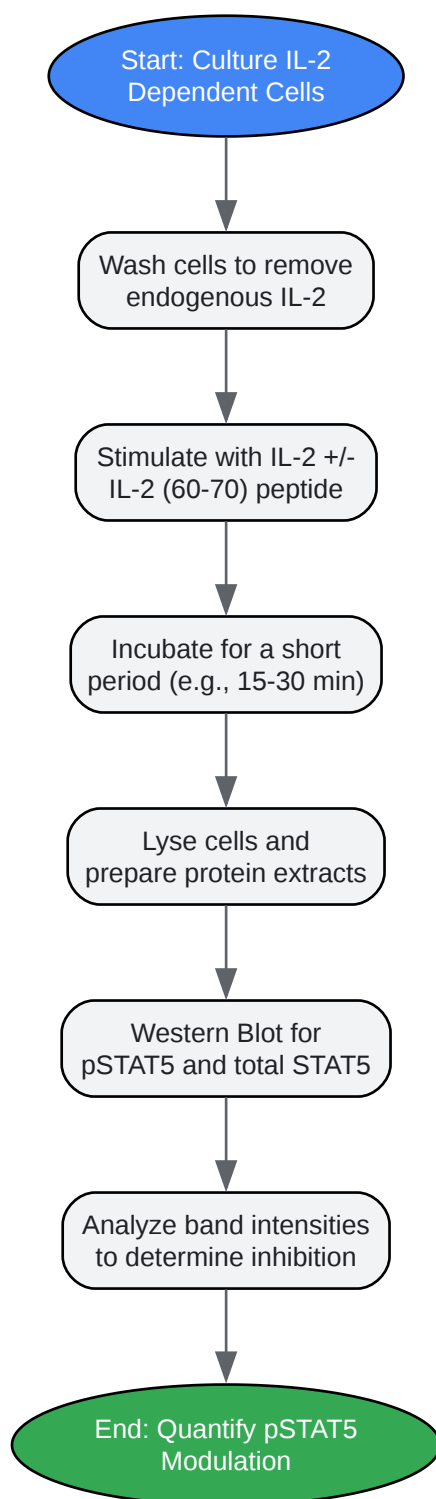 Start: Culture IL-2
Dependent Cells
Wash cells to remove
endogenous IL-2
Stimulate with IL-2 +/-
IL-2 (60-70) peptide
Incubate for a short
period (e.g., 15-30 min)
Lyse cells and
prepare protein extracts
Western Blot for
pSTAT5 and total STAT5
Analyze band intensities
to determine inhibition
End: Quantify pSTAT5
Modulation